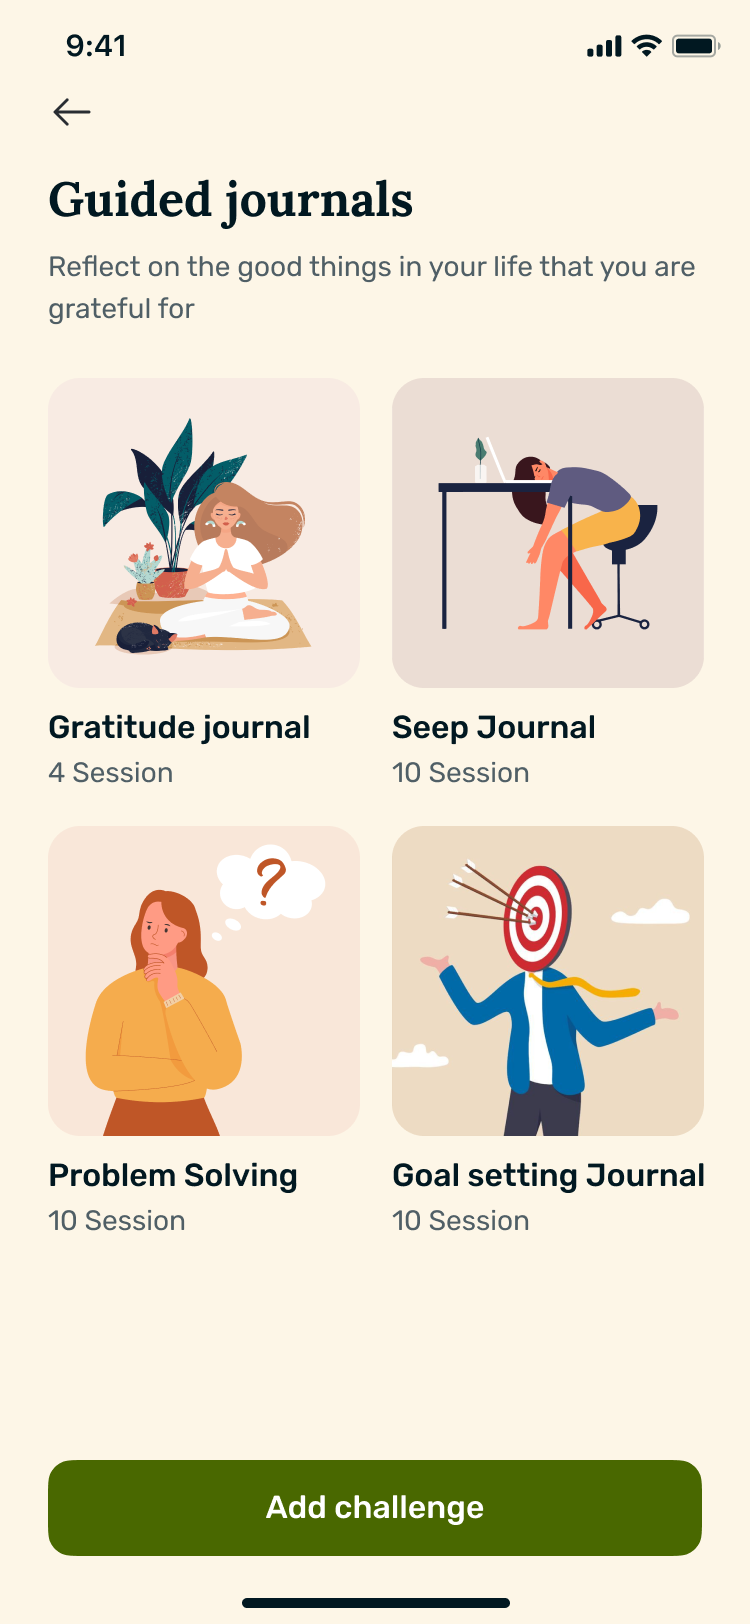 9:41
Guided journals
Reflect on the good things in your life that you are
grateful for
Gratitude journal
4 Session
Seep Journal
10 Session
?
Problem Solving
10 Session
Goal setting Journal
10 Session
Add challenge